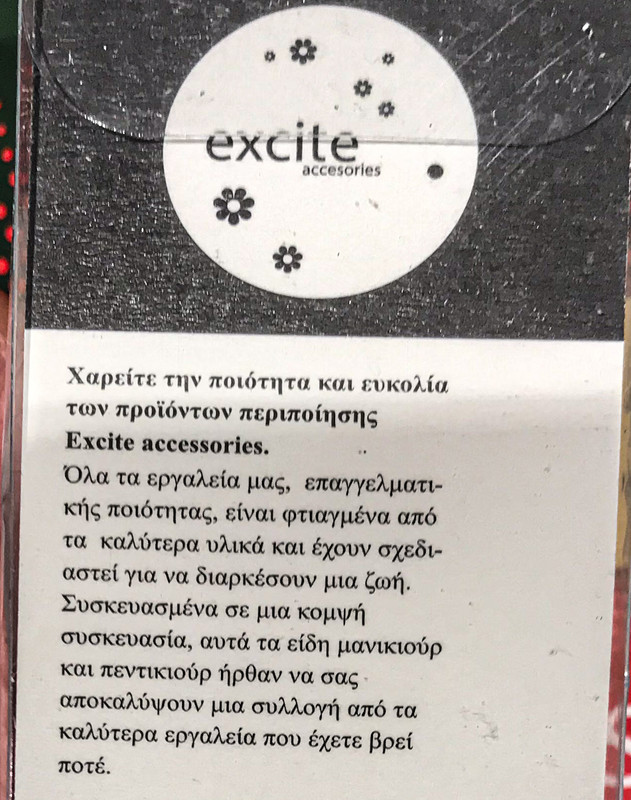 excite
accesories
Χαρείτε την ποιότητα και ευκολία
των προϊόντων περιποίησης
Excite accessories.
Όλα τα εργαλεία μας, επαγγελματι-
κής ποιότητας, είναι φτιαγμένα από
τα καλύτερα υλικά και έχουν σχεδι-
αστεί για να διαρκέσουν μια ζωή.
Συσκευασμένα σε μια κομψή
συσκευασία, αυτά τα είδη μανικιούρ
και πεντικιούρ ήρθαν να σας
αποκαλύψουν μια συλλογή από τα
καλύτερα εργαλεία που έχετε βρεί
ποτέ.